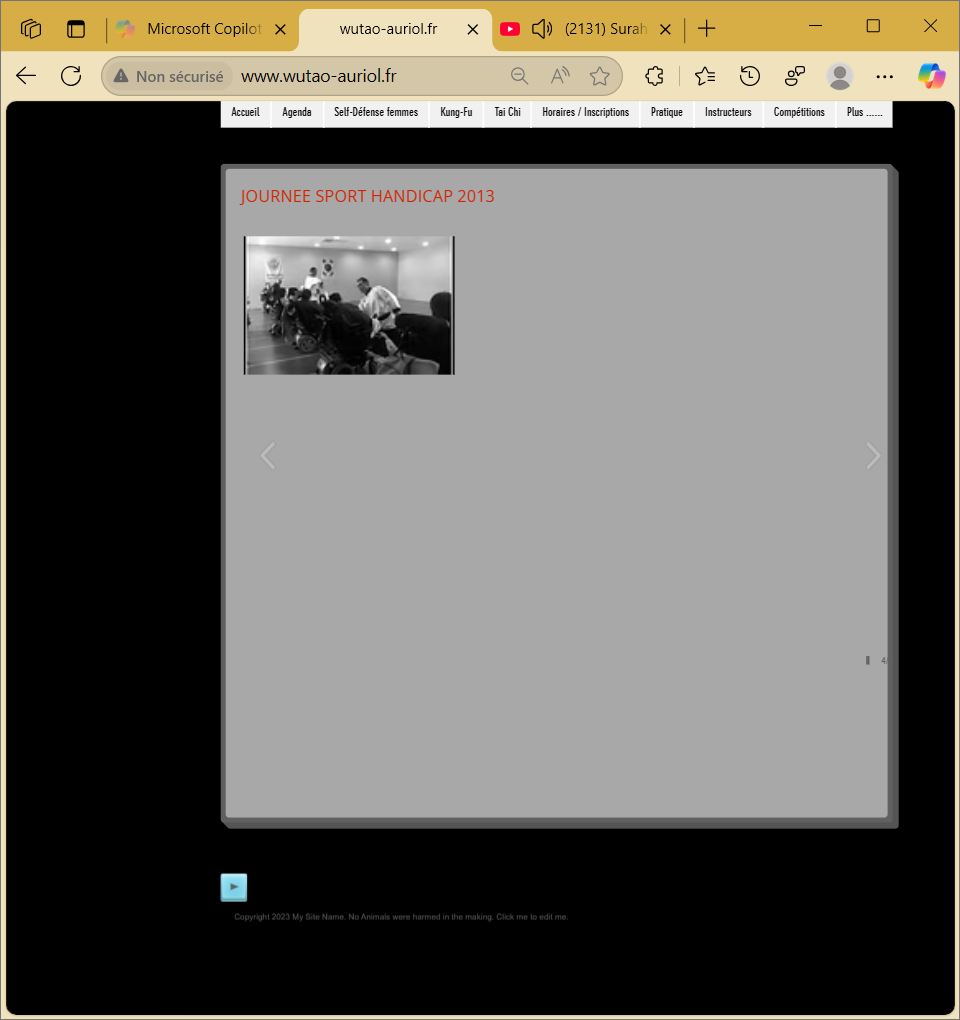 Microsoft Copilot
wutao-auriol.fr
(2131) Surah
Non sécurisé
www.wutao-auriol.fr
Accueil
Agenda
Self-Défense femmes
Kung-Fu
Tai Chi
Horaires / Inscriptions
Pratique
Instructeurs
Compétitions
Plus ......
JOURNEE SPORT HANDICAP 2013
4/
Copyright 2023 My Site Name. No Animals were harmed in the making. Click me to edit me.